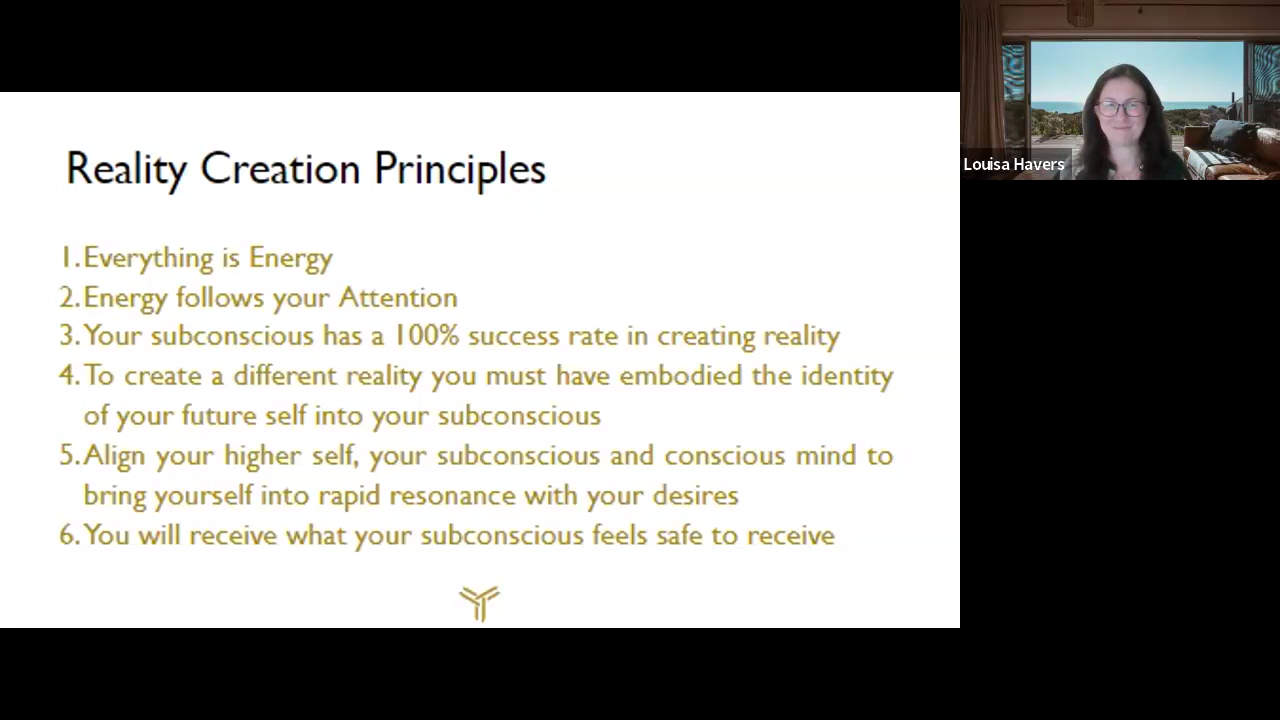 Reality Creation Principles
1. Everything is Energy
2. Energy follows your Attention
3. Your subconscious has a 100% success rate in creating reality
4. To create a different reality you must have embodied the identity
of your future self into your subconscious
5. Align your higher self, your subconscious and conscious mind to
bring yourself into rapid resonance with your desires
6. You will receive what your subconscious feels safe to receive
Louisa Havers